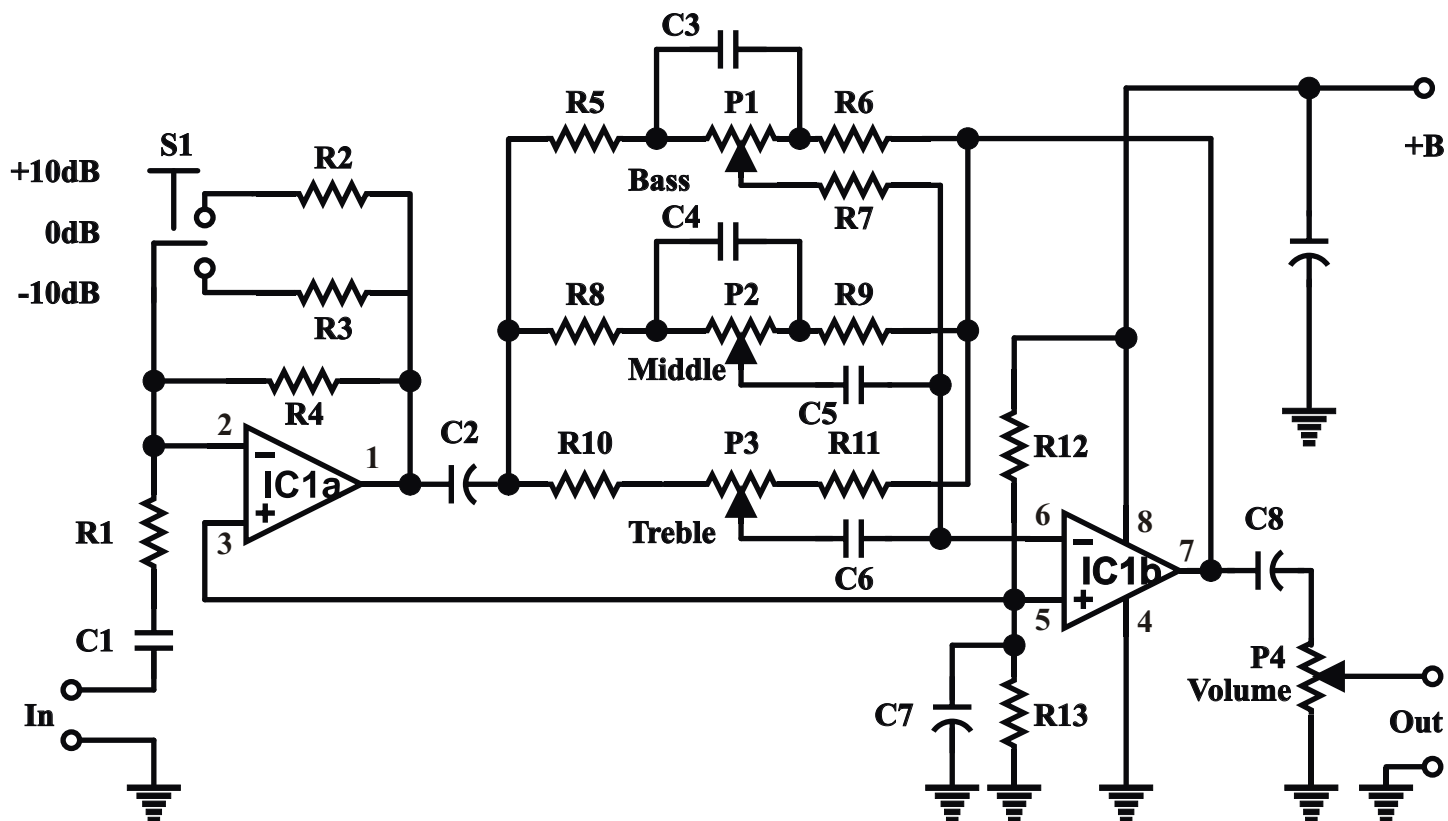 C3
R5
P1
R6
S1
+10dB
R2
+B
Bass
R7
0dB
C4
-10dB
R8
P2
R9
R3
Middle
R4
C5
2
C2
1
R10
P3
R11
R12
IC1a
–
+
3
Treble
6
8
C8
R1
C6
–
7
IC1b
+
5
4
C1
P4
Volume
In
C7
R13
Out